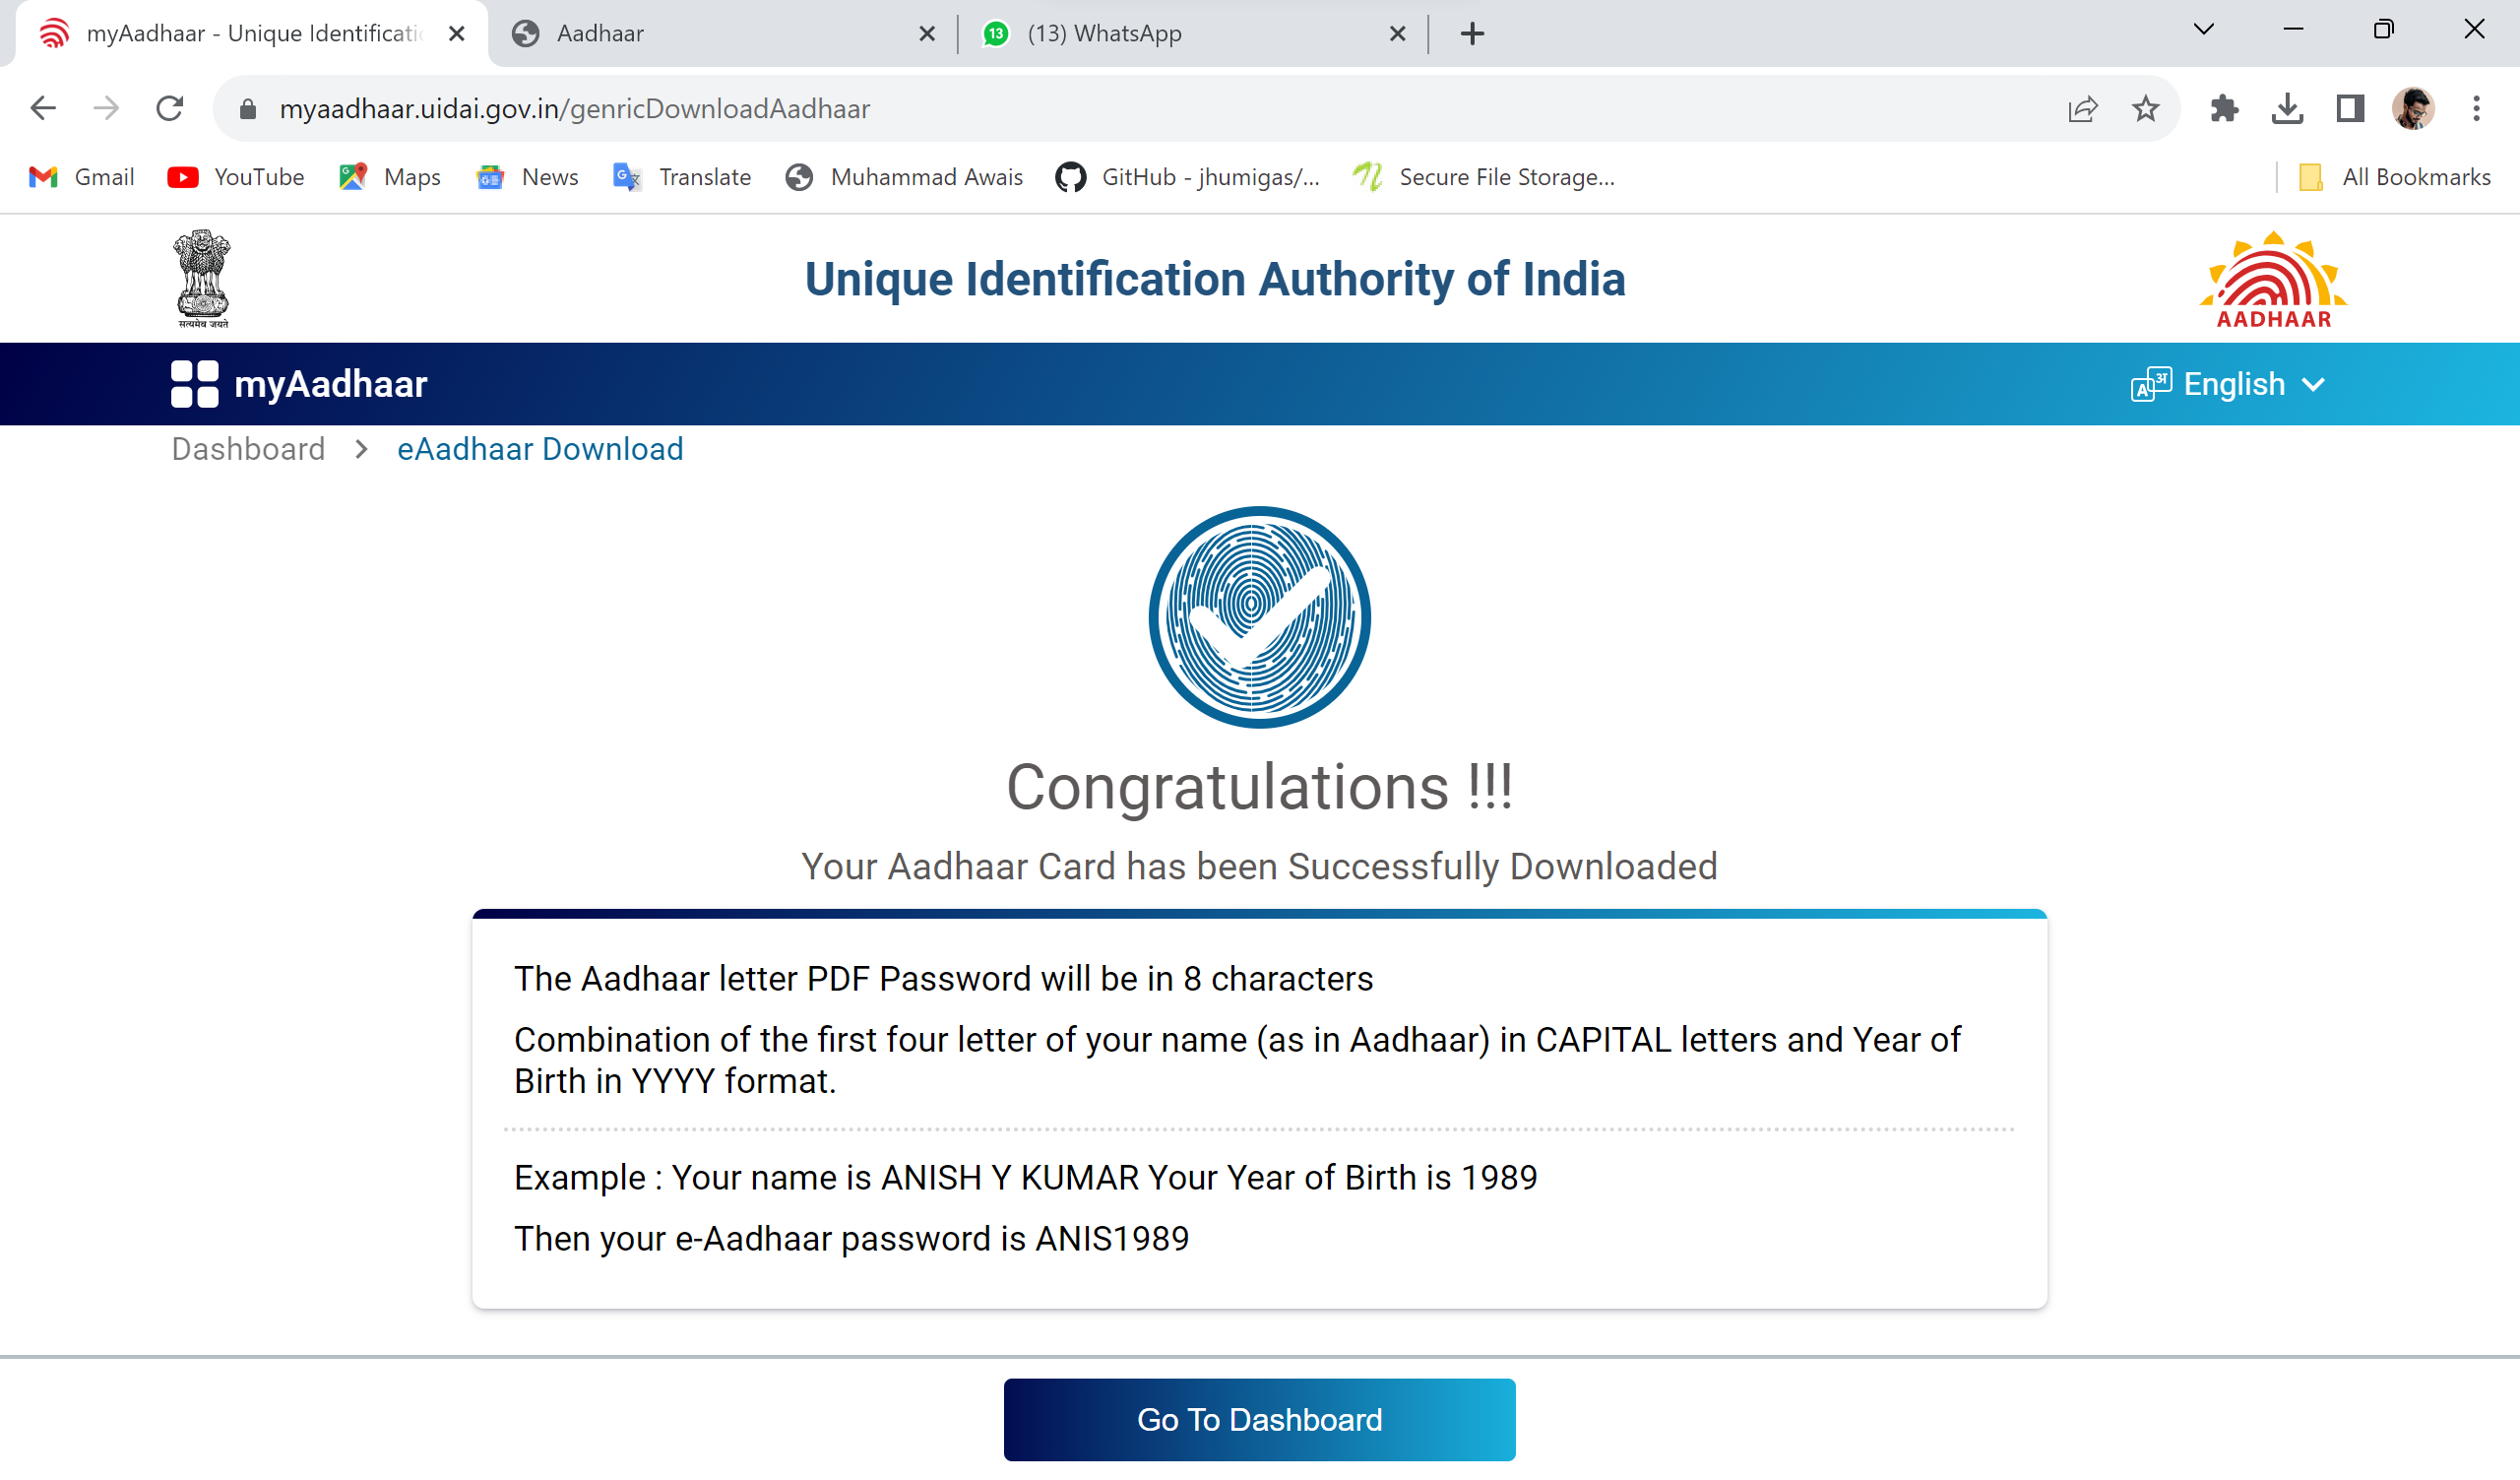 myAadhaar - Unique Identificati
Aadhaar
13
(13) WhatsApp
myaadhaar.uidai.gov.in/genricDownloadAadhaar
Gmail
YouTube
Maps
News
Translate
Muhammad Awais
GitHub - jhumigas/...
Secure File Storage...
All Bookmarks
सत्यमेव जयते
Unique Identification Authority of India
AADHAAR
myAadhaar
A अ English
Dashboard > eAadhaar Download
Congratulations !!!
Your Aadhaar Card has been Successfully Downloaded
The Aadhaar letter PDF Password will be in 8 characters
Combination of the first four letter of your name (as in Aadhaar) in CAPITAL letters and Year of
Birth in YYYY format.
Example : Your name is ANISH Y KUMAR Your Year of Birth is 1989
Then your e-Aadhaar password is ANIS1989
Go To Dashboard